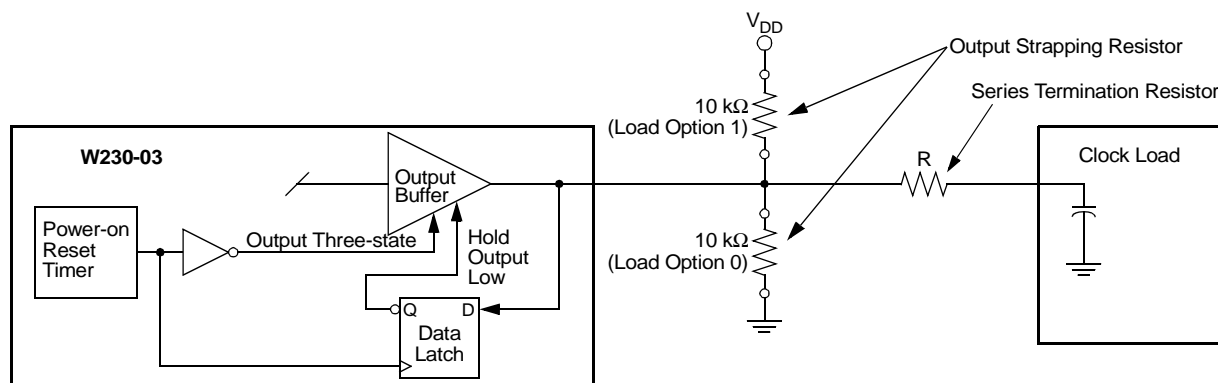 V_DD
Output Strapping Resistor
Series Termination Resistor
10 kΩ
(Load Option 1)
W230-03
Clock Load
Output
Buffer
R
Power-on
Reset
Timer
Output Three-state
Hold
Output
Low
10 kΩ
(Load Option 0)
Q
D
Data
Latch